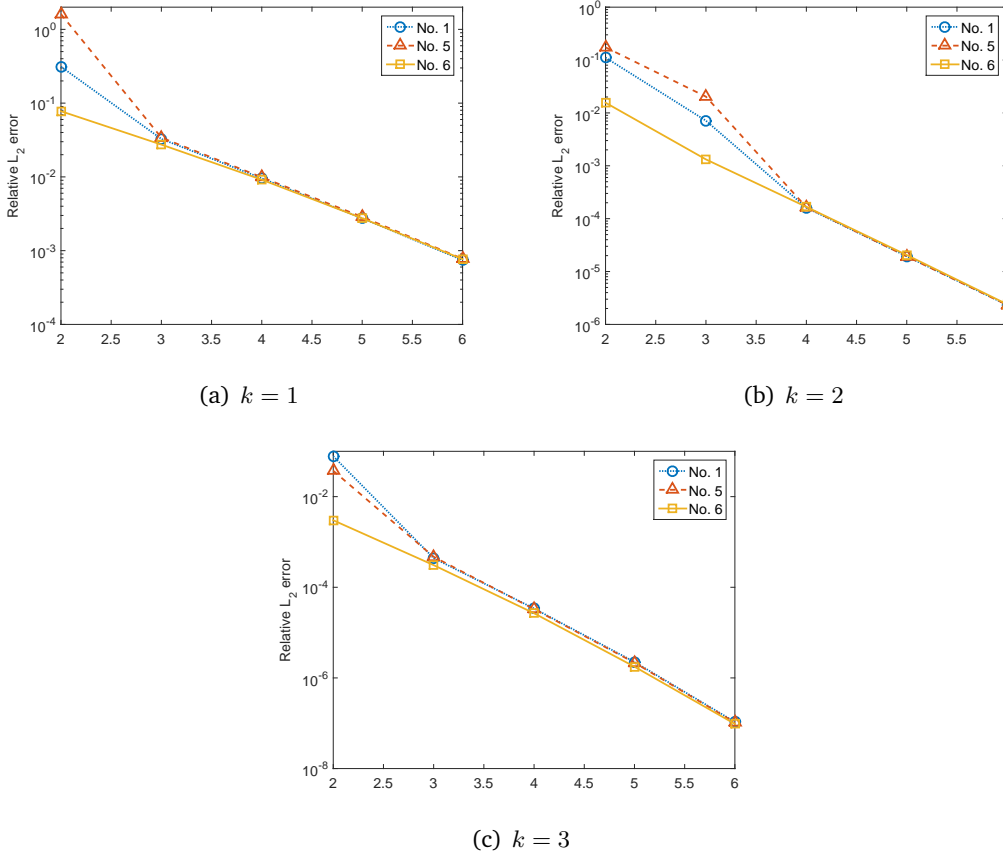 10^0
10^-1
10^-2
10^-3
10^-4
Relative L_2 error
2 2.5 3 3.5 4 4.5 5 5.5 6
No. 1
No. 5
No. 6
(a) k = 1
10^0
10^-1
10^-2
10^-3
10^-4
10^-5
10^-6
Relative L_2 error
2 2.5 3 3.5 4 4.5 5 5.5
No. 1
No. 5
No. 6
(b) k = 2
10^-2
10^-4
10^-6
10^-8
Relative L_2 error
2 2.5 3 3.5 4 4.5 5 5.5 6
No. 1
No. 5
No. 6
(c) k = 3